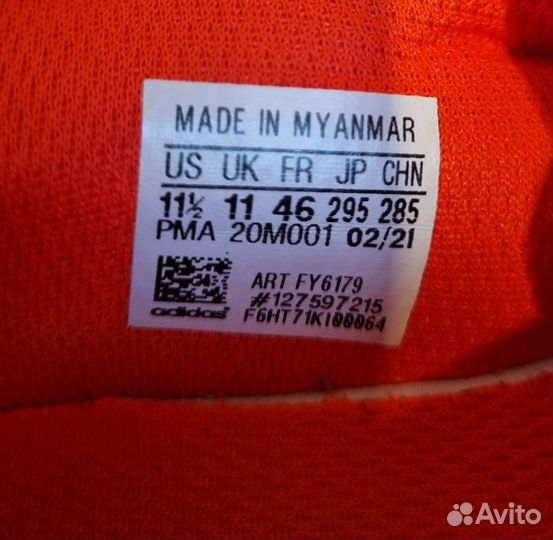 MADE IN MYANMAR
US UK FR JP CHN
11½ 11 46 295 285
PMA 20M001 02/21
ART FY6179
#127597215
adidas F6HT71KI00064
Avito